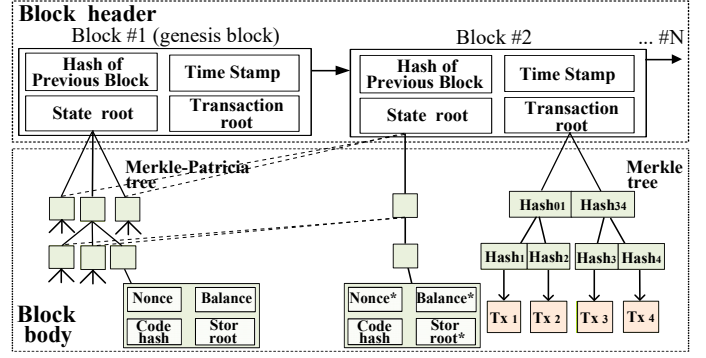 Block header
Block #1 (genesis block)
Block #2
... #N
Hash of
Previous Block
Time Stamp
State root
Transaction
root
Hash of
Previous Block
Time Stamp
State root
Transaction
root
Merkle-Patricia
tree
Merkle
tree
Hash01
Hash34
Hash1
Hash2
Hash3
Hash4
Nonce
Balance
Code
hash
Stor
root
Nonce*
Balance*
Code
hash
Stor
root*
Tx 1
Tx 2
Tx 3
Tx 4
Block
body